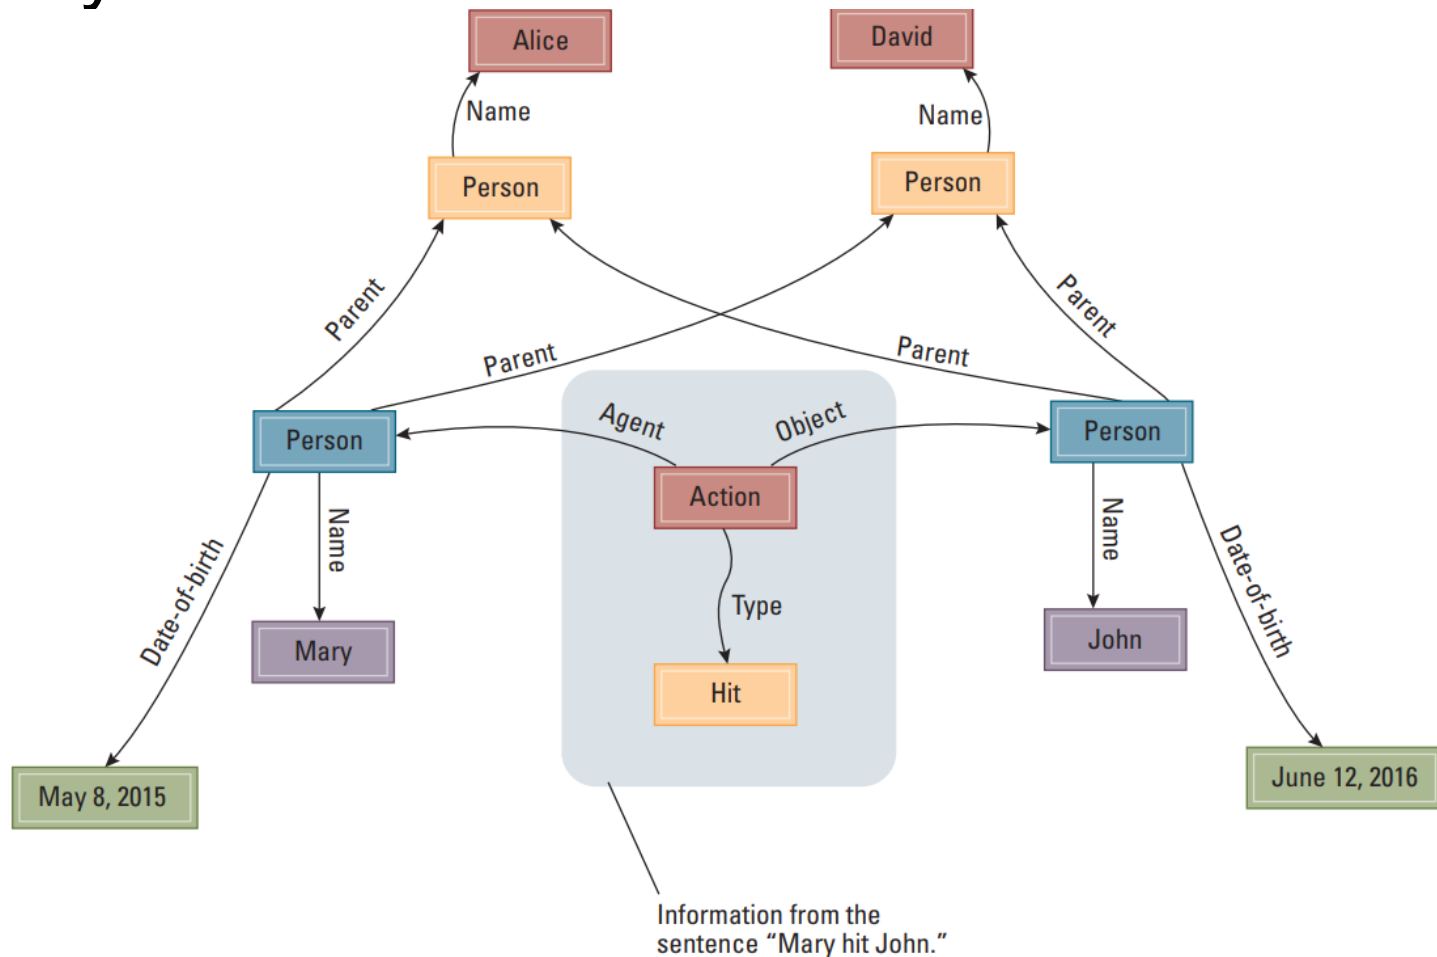 Alice
David
Name
Name
Person
Person
Parent
Parent
Parent
Parent
Agent
Object
Person
Person
Action
Name
Name
Date-of-birth
Date-of-birth
Type
Mary
John
Hit
May 8, 2015
June 12, 2016
Information from the
sentence “Mary hit John.”